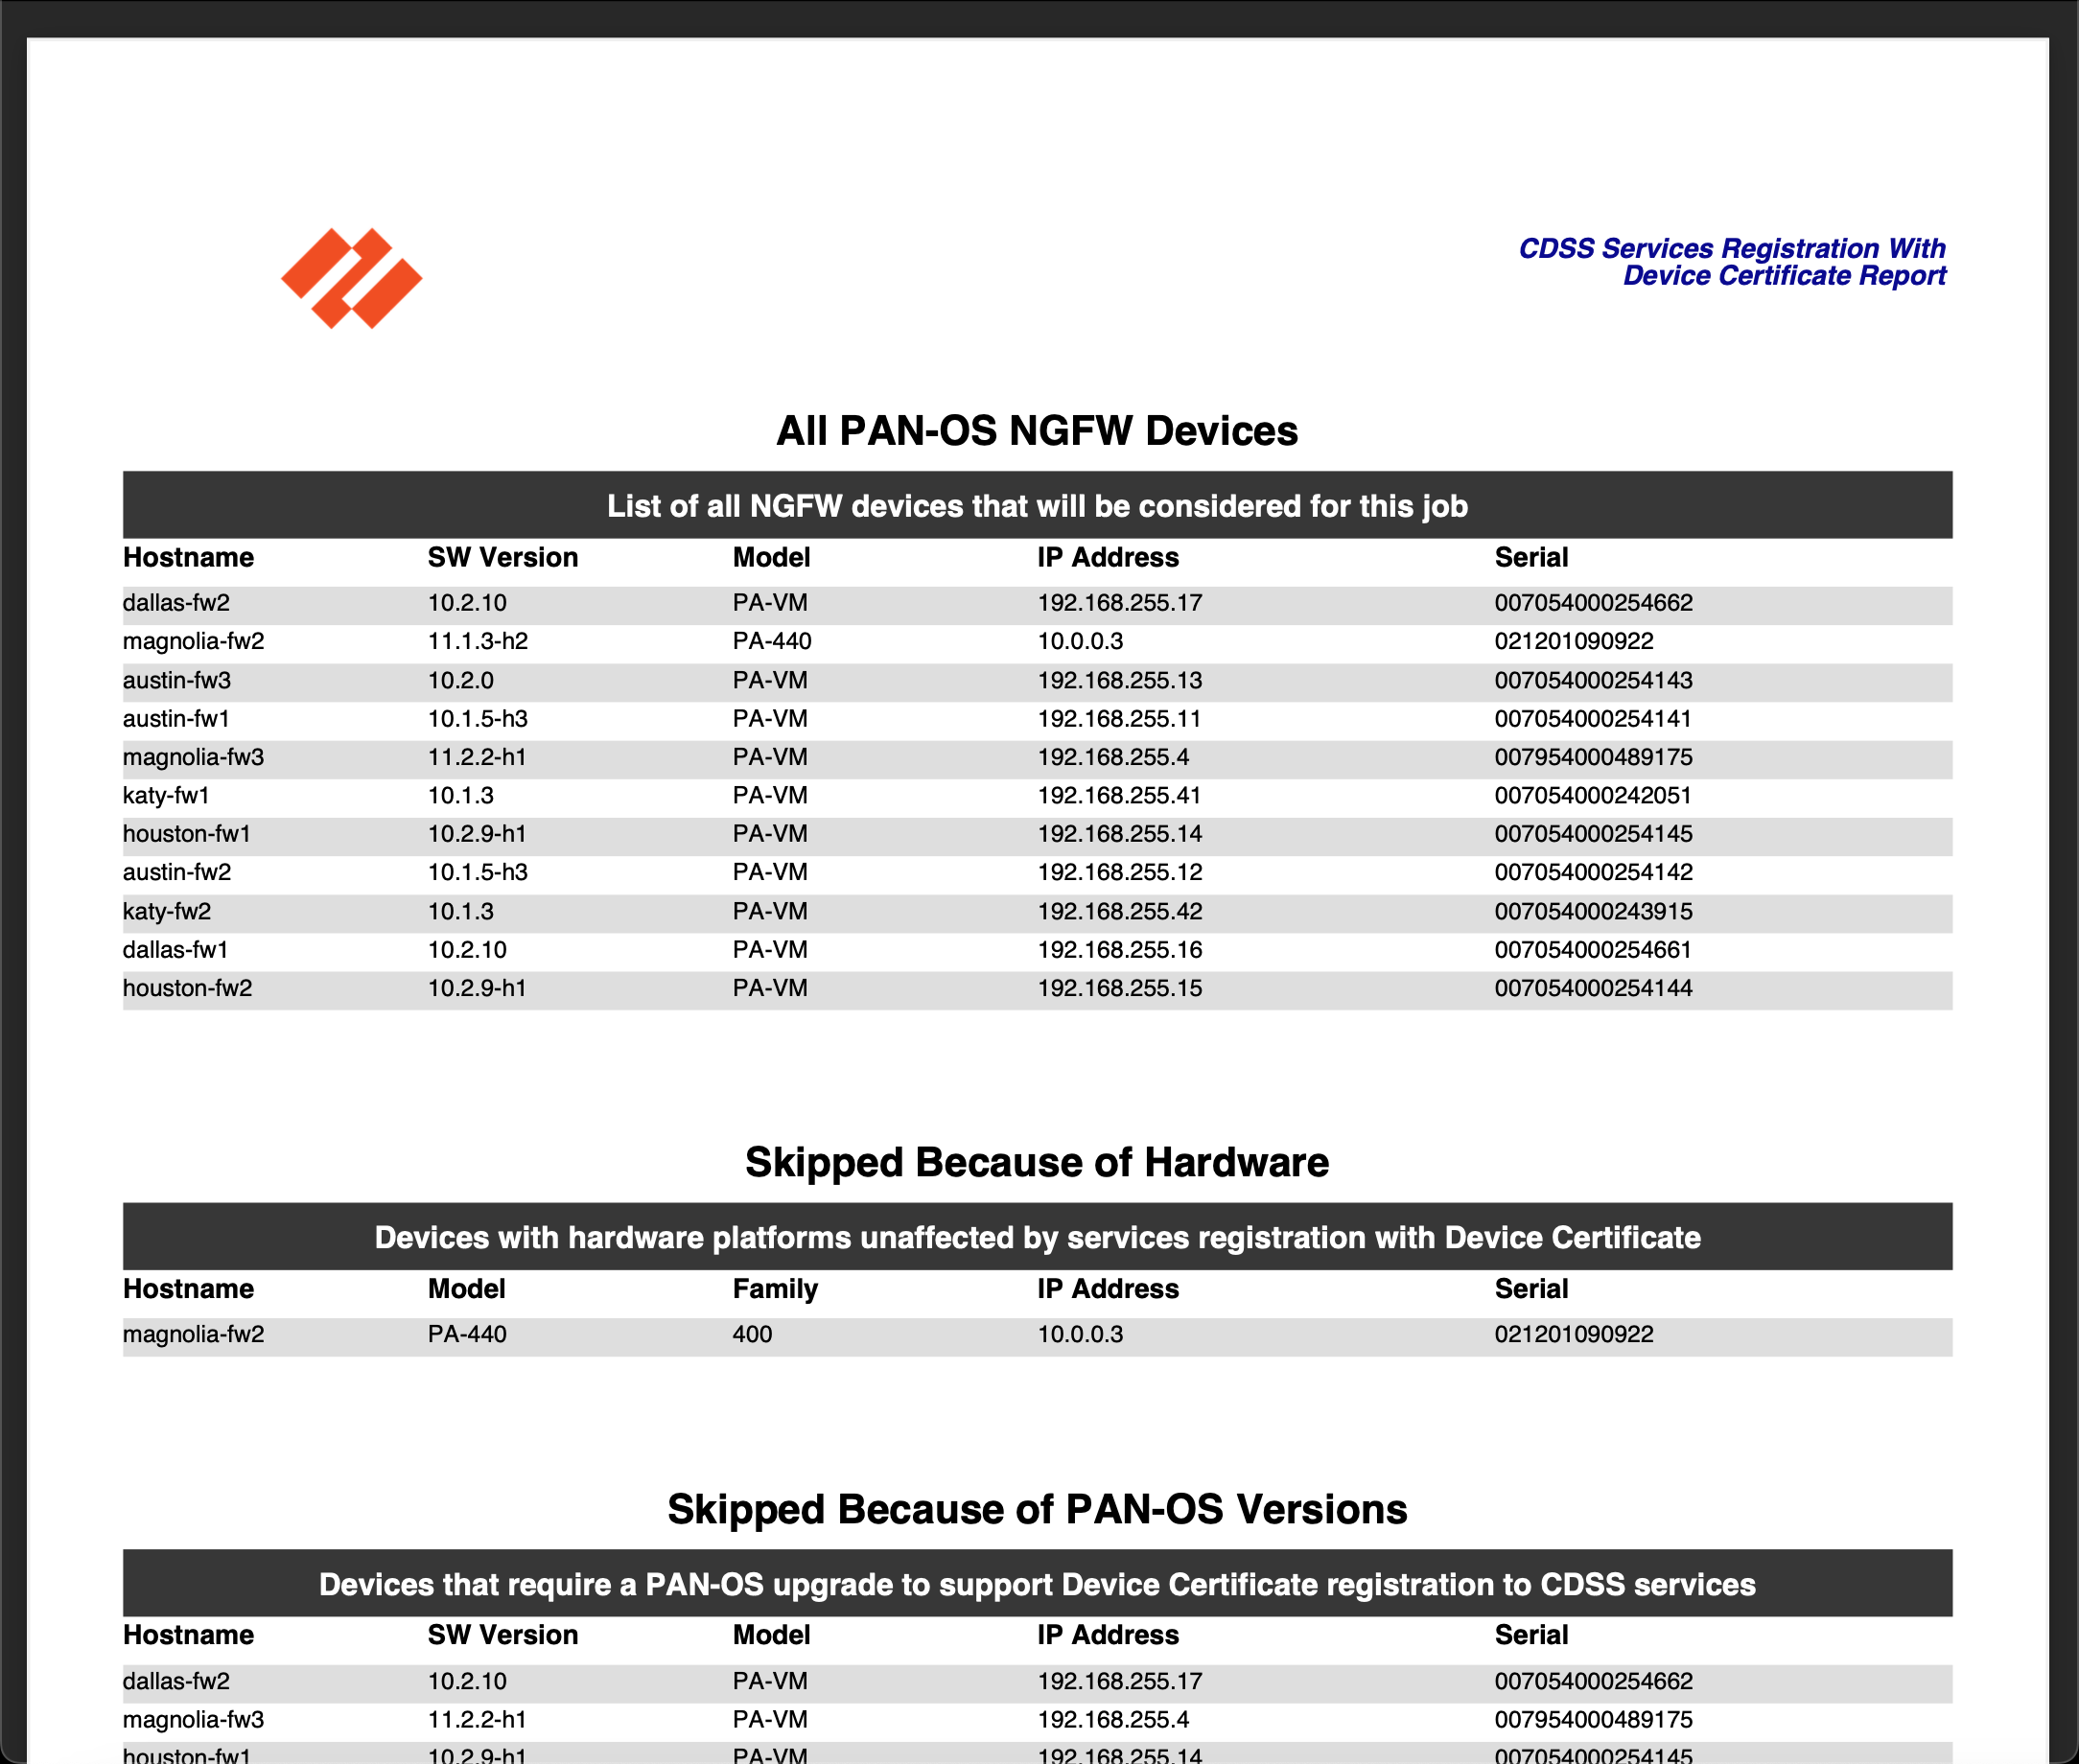 CDSS Services Registration With
Device Certificate Report
All PAN-OS NGFW Devices
List of all NGFW devices that will be considered for this job
Hostname SW Version Model IP Address Serial
dallas-fw2 10.2.10 PA-VM 192.168.255.17 007054000254662
magnolia-fw2 11.1.3-h2 PA-440 10.0.0.3 021201090922
austin-fw3 10.2.0 PA-VM 192.168.255.13 007054000254143
austin-fw1 10.1.5-h3 PA-VM 192.168.255.11 007054000254141
magnolia-fw3 11.2.2-h1 PA-VM 192.168.255.4 007954000489175
katy-fw1 10.1.3 PA-VM 192.168.255.41 007054000242051
houston-fw1 10.2.9-h1 PA-VM 192.168.255.14 007054000254145
austin-fw2 10.1.5-h3 PA-VM 192.168.255.12 007054000254142
katy-fw2 10.1.3 PA-VM 192.168.255.42 007054000243915
dallas-fw1 10.2.10 PA-VM 192.168.255.16 007054000254661
houston-fw2 10.2.9-h1 PA-VM 192.168.255.15 007054000254144
Skipped Because of Hardware
Devices with hardware platforms unaffected by services registration with Device Certificate
Hostname Model Family IP Address Serial
magnolia-fw2 PA-440 400 10.0.0.3 021201090922
Skipped Because of PAN-OS Versions
Devices that require a PAN-OS upgrade to support Device Certificate registration to CDSS services
Hostname SW Version Model IP Address Serial
dallas-fw2 10.2.10 PA-VM 192.168.255.17 007054000254662
magnolia-fw3 11.2.2-h1 PA-VM 192.168.255.4 007954000489175
houston-fw1 10.2.9-h1 PA-VM 192.168.255.14 007054000254145